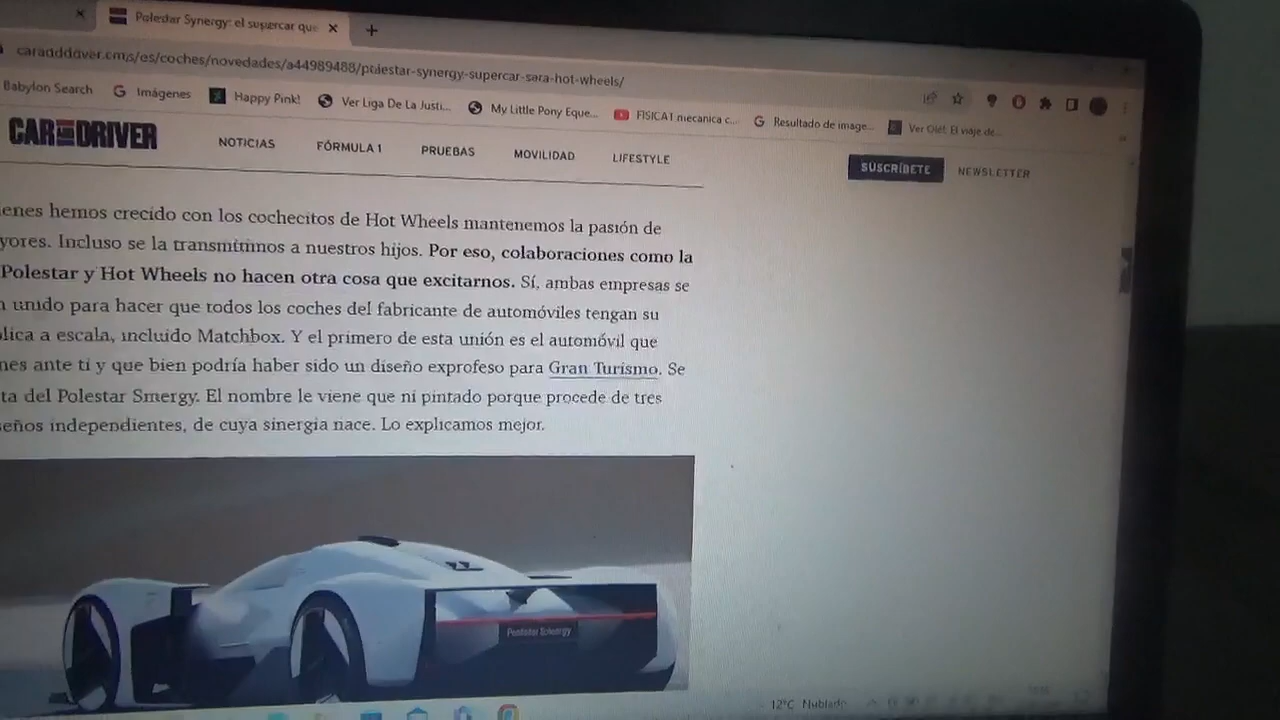 Polestar Synergy: el supercar que
caranddriver.com/es/coches/novedades/a44989488/polestar-synergy-supercar-sera-hot-wheels/
Babylon Search
Imágenes
Happy Pink!
Ver Liga De La Justi...
My Little Pony Eque...
FISICA I mecanica c...
Resultado de image...
Ver Olé! El viaje de...
CAR AND DRIVER
NOTICIAS
FÓRMULA 1
PRUEBAS
MOVILIDAD
LIFESTYLE
SUSCRÍBETE
NEWSLETTER
ienes hemos crecido con los cochecitos de Hot Wheels mantenemos la pasión de
yores. Incluso se la transmitimos a nuestros hijos. Por eso, colaboraciones como la
Polestar y Hot Wheels no hacen otra cosa que excitarnos. Sí, ambas empresas se
n unido para hacer que todos los coches del fabricante de automóviles tengan su
plica a escala, incluido Matchbox. Y el primero de esta unión es el automóvil que
nes ante ti y que bien podría haber sido un diseño exprofeso para Gran Turismo. Se
ta del Polestar Smergy. El nombre le viene que ni pintado porque procede de tres
seños independientes, de cuya sinergia nace. Lo explicamos mejor.
12°C Nublado